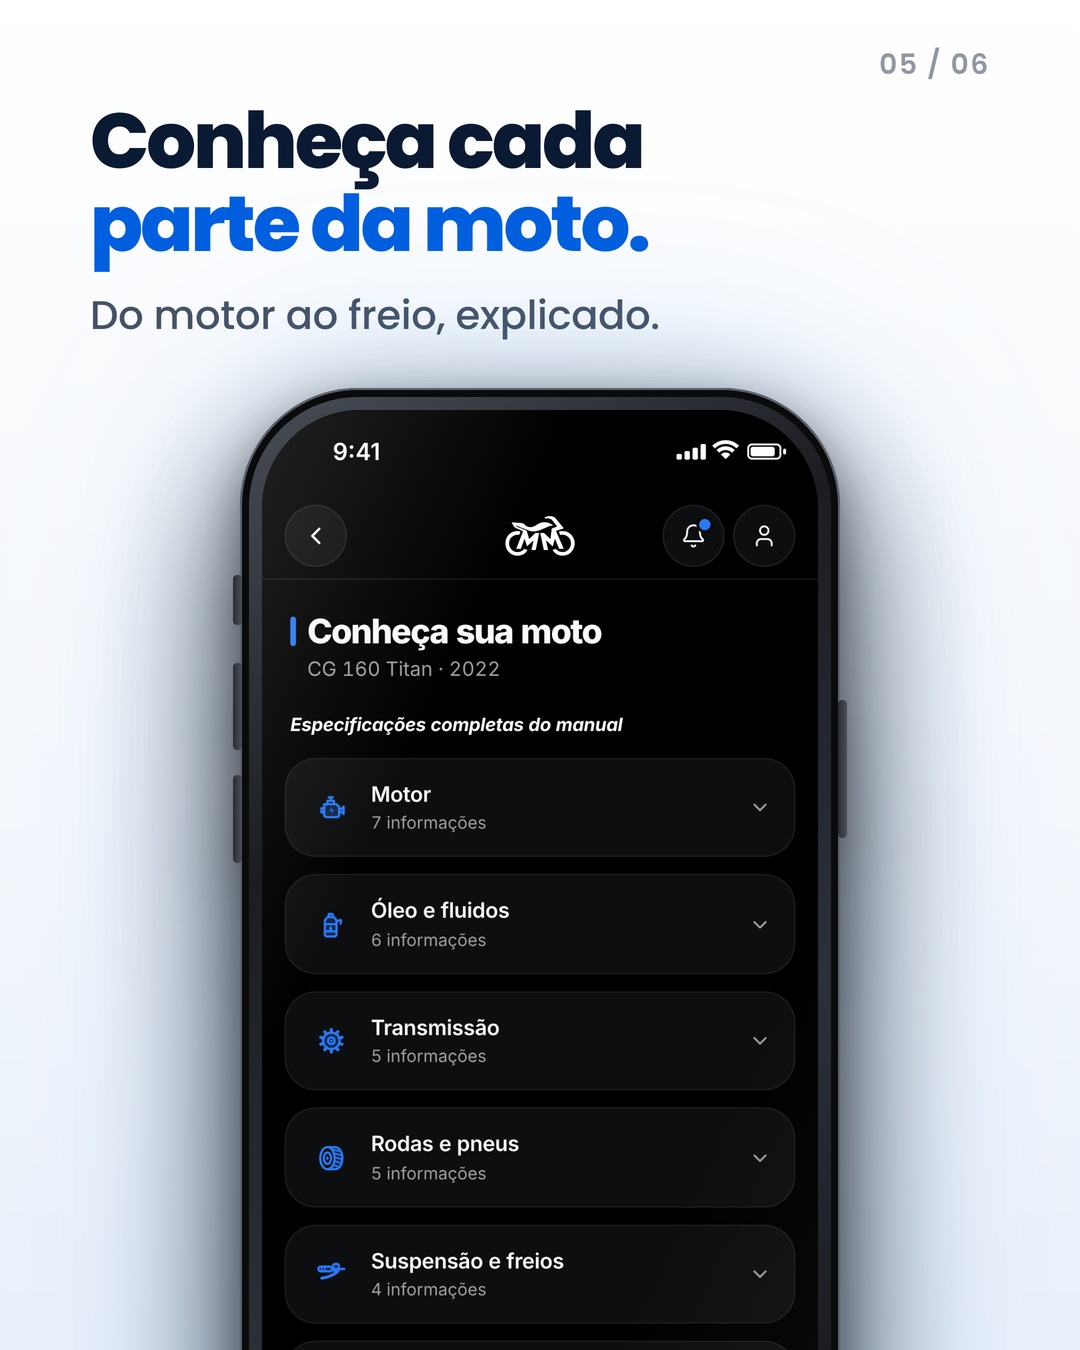 05 / 06
Conheça cada
parte da moto.
Do motor ao freio, explicado.
9:41
MM
Conheça sua moto
CG 160 Titan · 2022
Especificações completas do manual
Motor
7 informações
Óleo e fluidos
6 informações
Transmissão
5 informações
Rodas e pneus
5 informações
Suspensão e freios
4 informações